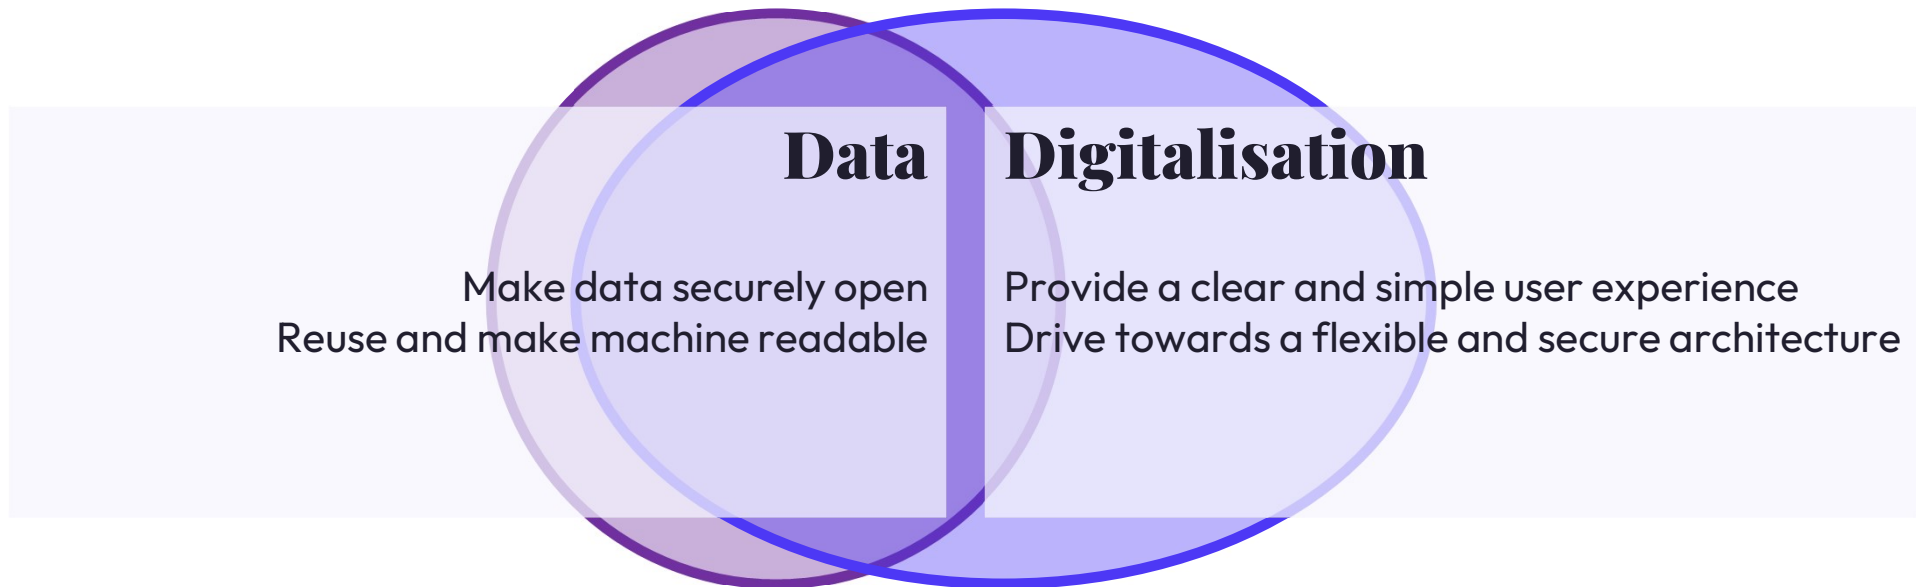 Data
Make data securely open
Reuse and make machine readable
Digitalisation
Provide a clear and simple user experience
Drive towards a flexible and secure architecture